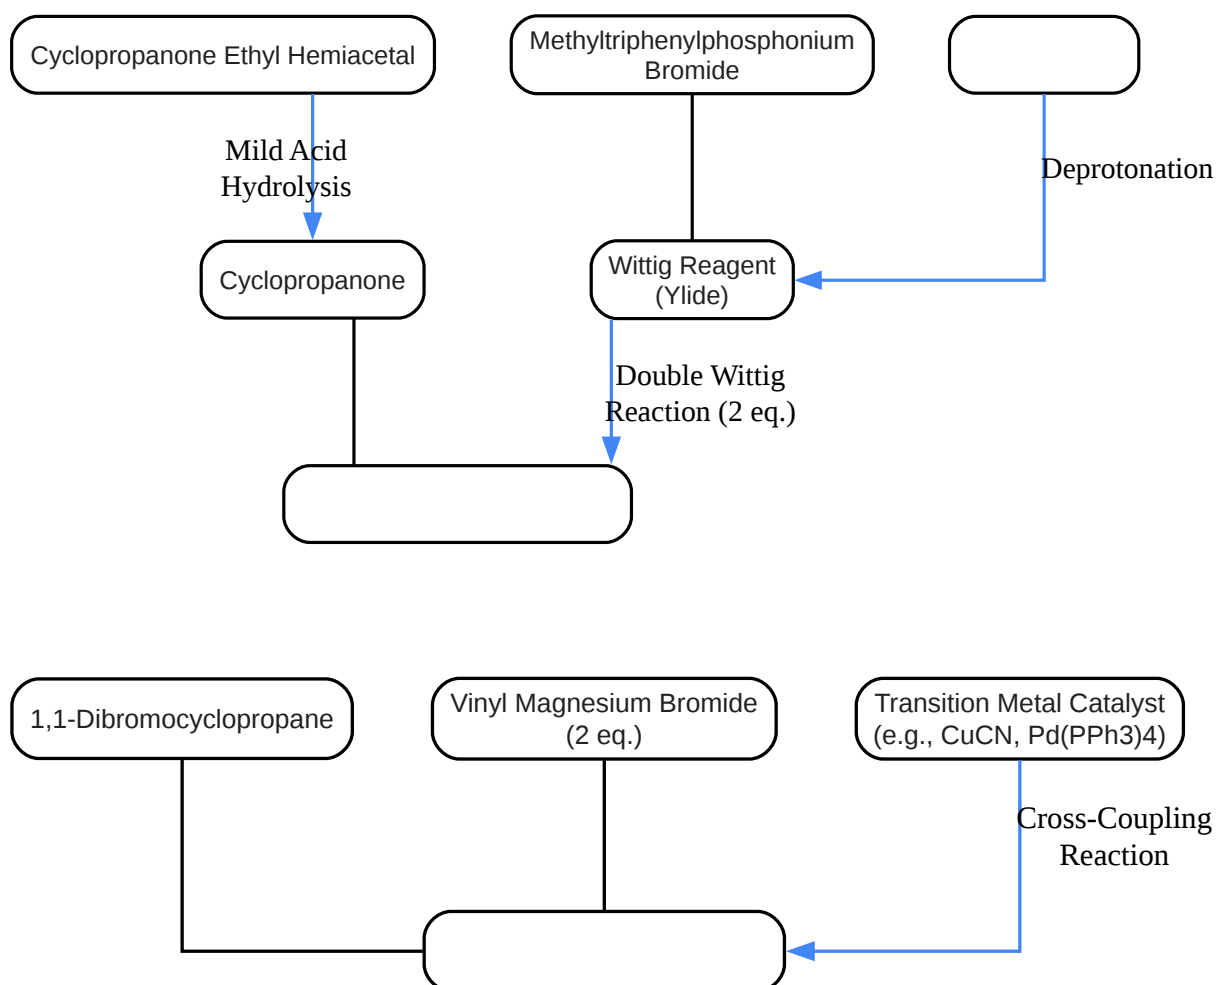 Cyclopropanone Ethyl Hemiacetal
Methyltriphenylphosphonium
Bromide
Mild Acid
Hydrolysis
Deprotonation
Cyclopropanone
Wittig Reagent
(Ylide)
Double Wittig
Reaction (2 eq.)
1,1-Dibromocyclopropane
Vinyl Magnesium Bromide
(2 eq.)
Transition Metal Catalyst
(e.g., CuCN, Pd(PPh3)4)
Cross-Coupling
Reaction